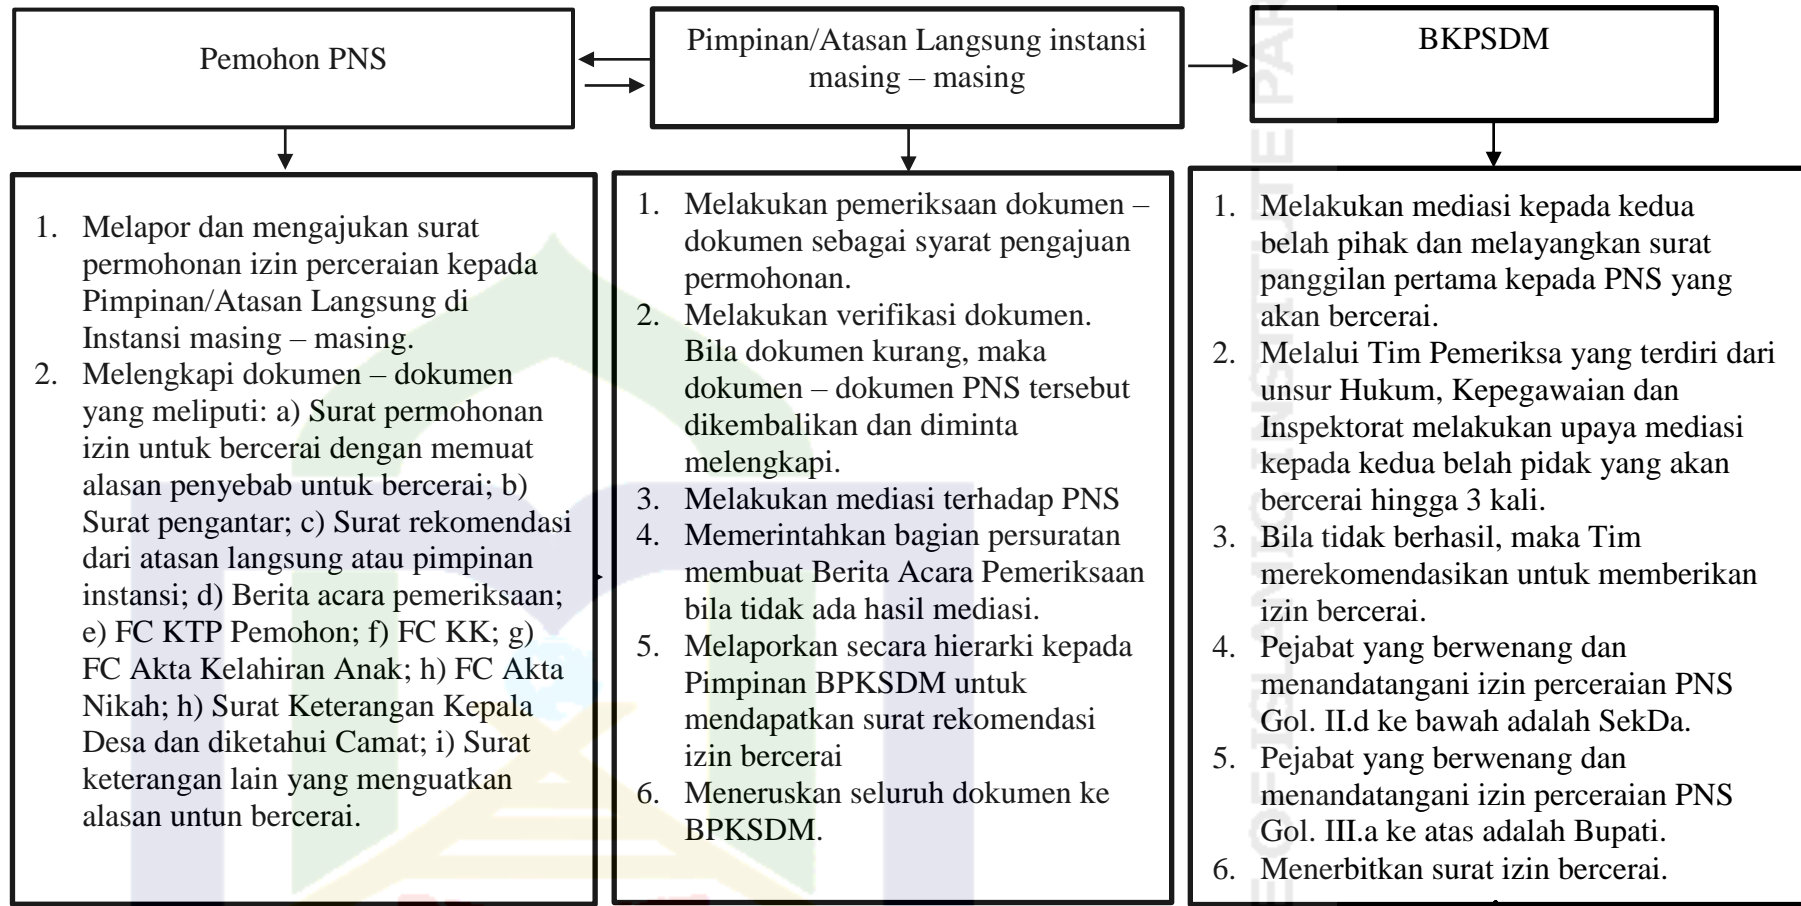 Pemohon PNS
Pimpinan/Atasan Langsung instansi
masing – masing
BKPSDM
1. Melapor dan mengajukan surat
permohonan izin perceraian kepada
Pimpinan/Atasan Langsung di
Instansi masing – masing.
2. Melengkapi dokumen – dokumen
yang meliputi: a) Surat permohonan
izin untuk bercerai dengan memuat
alasan penyebab untuk bercerai; b)
Surat pengantar; c) Surat rekomendasi
dari atasan langsung atau pimpinan
instansi; d) Berita acara pemeriksaan;
e) FC KTP Pemohon; f) FC KK; g)
FC Akta Kelahiran Anak; h) FC Akta
Nikah; h) Surat Keterangan Kepala
Desa dan diketahui Camat; i) Surat
keterangan lain yang menguatkan
alasan untun bercerai.
1. Melakukan pemeriksaan dokumen –
dokumen sebagai syarat pengajuan
permohonan.
2. Melakukan verifikasi dokumen.
Bila dokumen kurang, maka
dokumen – dokumen PNS tersebut
dikembalikan dan diminta
melengkapi.
3. Melakukan mediasi terhadap PNS
4. Memerintahkan bagian persuratan
membuat Berita Acara Pemeriksaan
bila tidak ada hasil mediasi.
5. Melaporkan secara hierarki kepada
Pimpinan BPKSDM untuk
mendapatkan surat rekomendasi
izin bercerai
6. Meneruskan seluruh dokumen ke
BPKSDM.
1. Melakukan mediasi kepada kedua
belah pihak dan melayangkan surat
panggilan pertama kepada PNS yang
akan bercerai.
2. Melalui Tim Pemeriksa yang terdiri dari
unsur Hukum, Kepegawaian dan
Inspektorat melakukan upaya mediasi
kepada kedua belah pidak yang akan
bercerai hingga 3 kali.
3. Bila tidak berhasil, maka Tim
merekomendasikan untuk memberikan
izin bercerai.
4. Pejabat yang berwenang dan
menandatangani izin perceraian PNS
Gol. II.d ke bawah adalah SekDa.
5. Pejabat yang berwenang dan
menandatangani izin perceraian PNS
Gol. III.a ke atas adalah Bupati.
6. Menerbitkan surat izin bercerai.
OF ISLAMIC INSTITUTE PAR